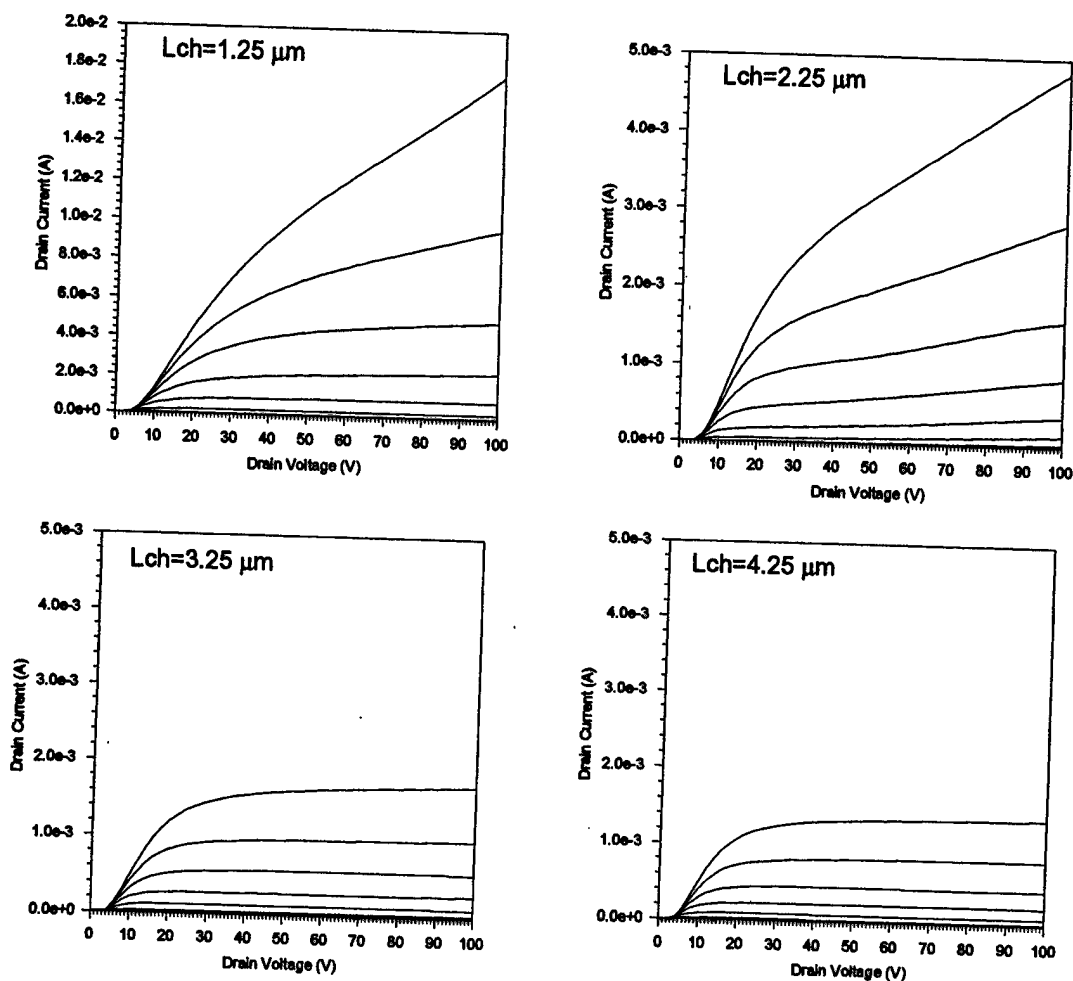 Lch=1.25 μm
2.0e-2
1.8e-2
1.6e-2
1.4e-2
1.2e-2
1.0e-2
8.0e-3
6.0e-3
4.0e-3
2.0e-3
0.0e+0
Drain Current (A)
0 10 20 30 40 50 60 70 80 90 100
Drain Voltage (V)
Lch=2.25 μm
5.0e-3
4.0e-3
3.0e-3
2.0e-3
1.0e-3
0.0e+0
Drain Current (A)
0 10 20 30 40 50 60 70 80 90 100
Drain Voltage (V)
Lch=3.25 μm
5.0e-3
4.0e-3
3.0e-3
2.0e-3
1.0e-3
0.0e+0
Drain Current (A)
0 10 20 30 40 50 60 70 80 90 100
Drain Voltage (V)
Lch=4.25 μm
5.0e-3
4.0e-3
3.0e-3
2.0e-3
1.0e-3
0.0e+0
Drain Current (A)
0 10 20 30 40 50 60 70 80 90 100
Drain Voltage (V)